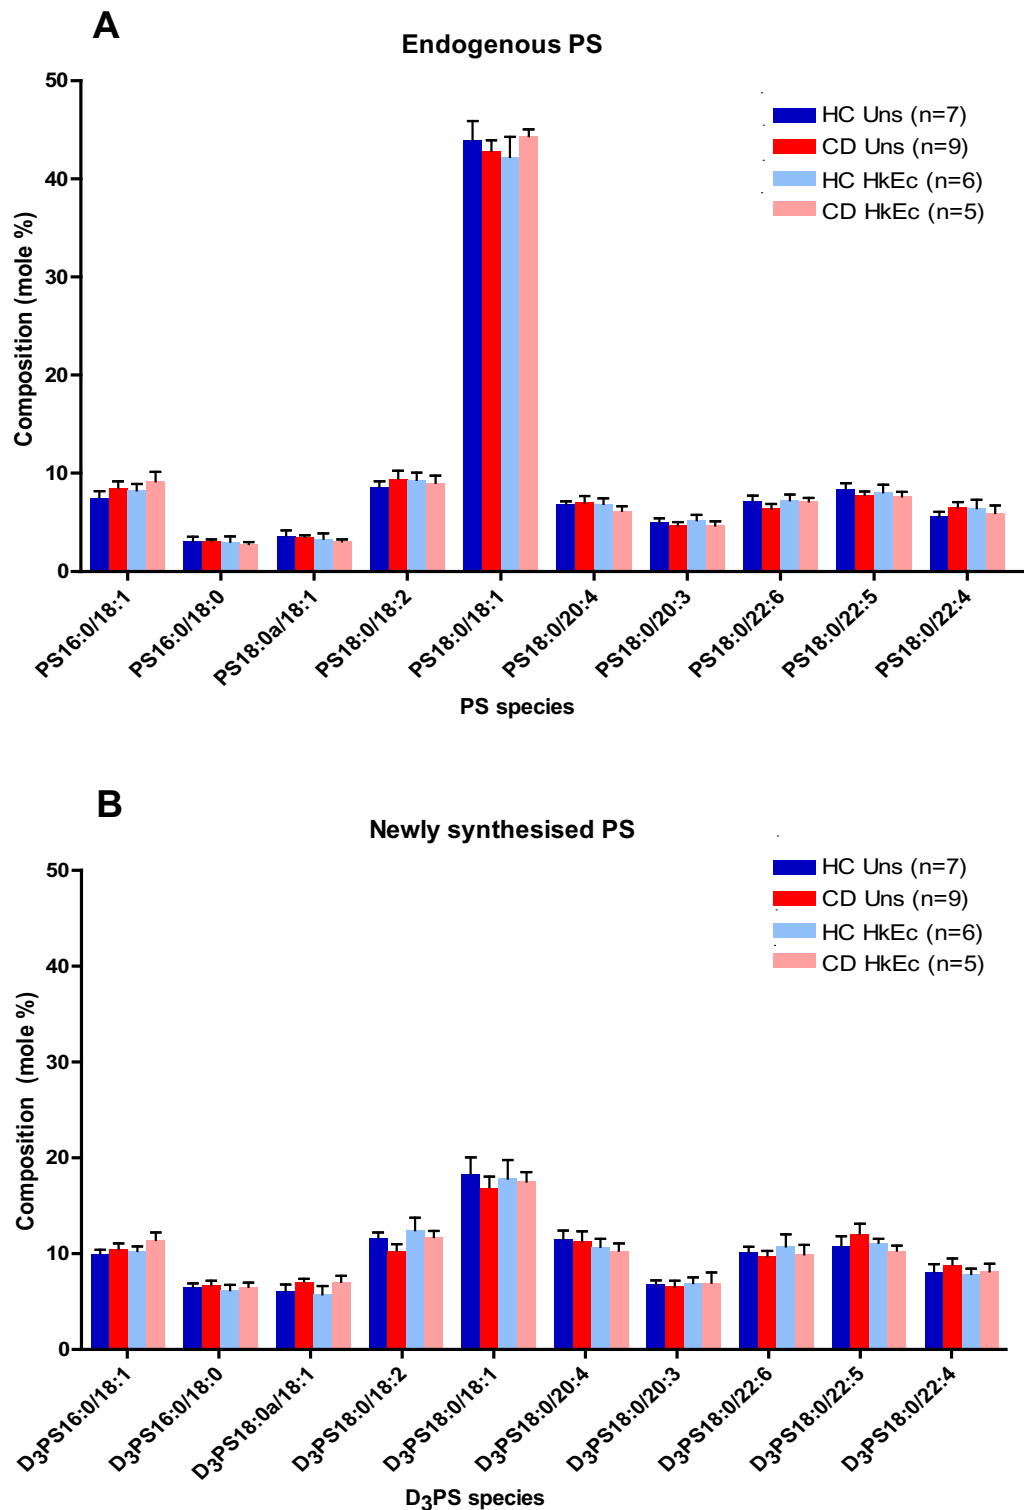 A
Endogenous PS
50
40
30
20
10
0
Composition (mole %)
HC Uns (n=7)
CD Uns (n=9)
HC HkEc (n=6)
CD HkEc (n=5)
PS16:0/18:1
PS16:0/18:0
PS18:0a/18:1
PS18:0/18:2
PS18:0/18:1
PS18:0/20:4
PS18:0/20:3
PS18:0/22:6
PS18:0/22:5
PS18:0/22:4
PS species
B
Newly synthesised PS
50
40
30
20
10
0
Composition (mole %)
HC Uns (n=7)
CD Uns (n=9)
HC HkEc (n=6)
CD HkEc (n=5)
D₃PS16:0/18:1
D₃PS16:0/18:0
D₃PS18:0a/18:1
D₃PS18:0/18:2
D₃PS18:0/18:1
D₃PS18:0/20:4
D₃PS18:0/20:3
D₃PS18:0/22:6
D₃PS18:0/22:5
D₃PS18:0/22:4
D₃PS species